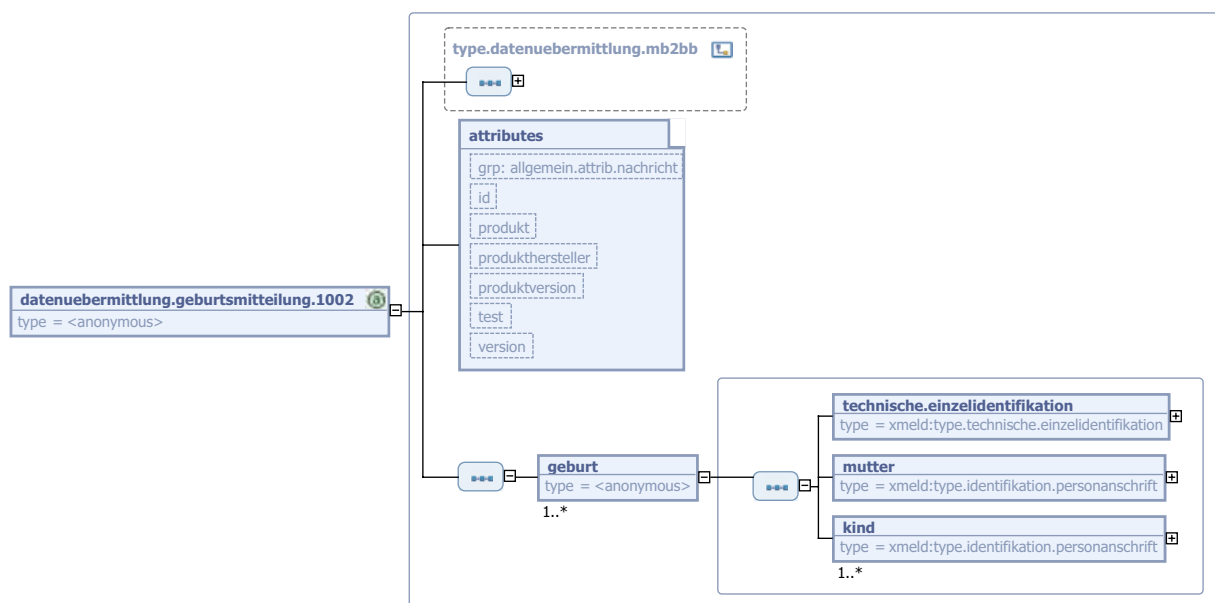 type.datenuebermittlung.mb2bb
attributes
grp: allgemein.attrib.nachricht
id
produkt
produkthersteller
produktversion
test
version
datenuebermittlung.geburtsmitteilung.1002
type = <anonymous>
geburt
type = <anonymous>
1..*
technische.einzelidentifikation
type = xmeld:type.technische.einzelidentifikation
mutter
type = xmeld:type.identifikation.personanschrift
kind
type = xmeld:type.identifikation.personanschrift
1..*